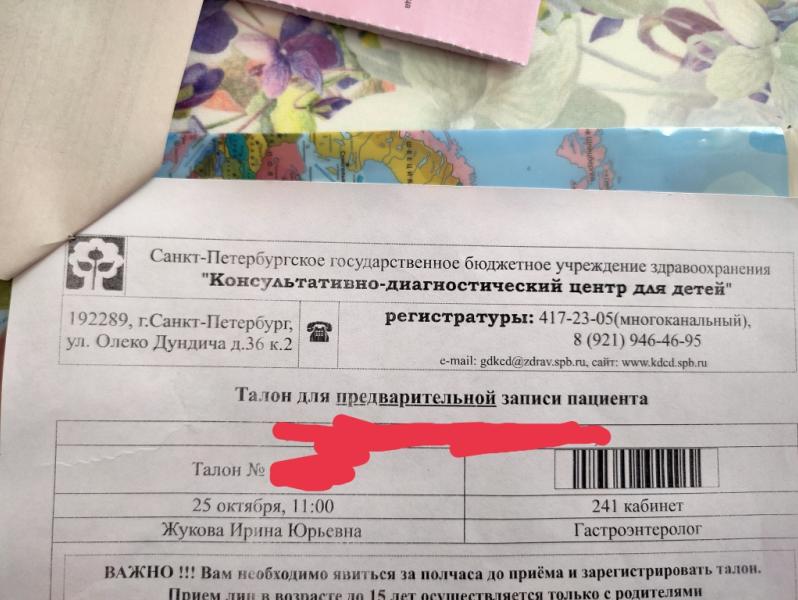 Санкт-Петербургское государственное бюджетное учреждение здравоохранения
"Консультативно-диагностический центр для детей"
192289, г.Санкт-Петербург,
ул. Олеко Дундича д.36 к.2
регистратуры: 417-23-05(многоканальный),
8 (921) 946-46-95
e-mail: gdkcd@zdrav.spb.ru, сайт: www.kdcd.spb.ru
Талон для предварительной записи пациента
Талон №
25 октября, 11:00
241 кабинет
Жукова Ирина Юрьевна
Гастроэнтеролог
ВАЖНО !!! Вам необходимо явиться за полчаса до приёма и зарегистрировать талон.
Прием лиц в возрасте до 15 лет осуществляется только с родителями